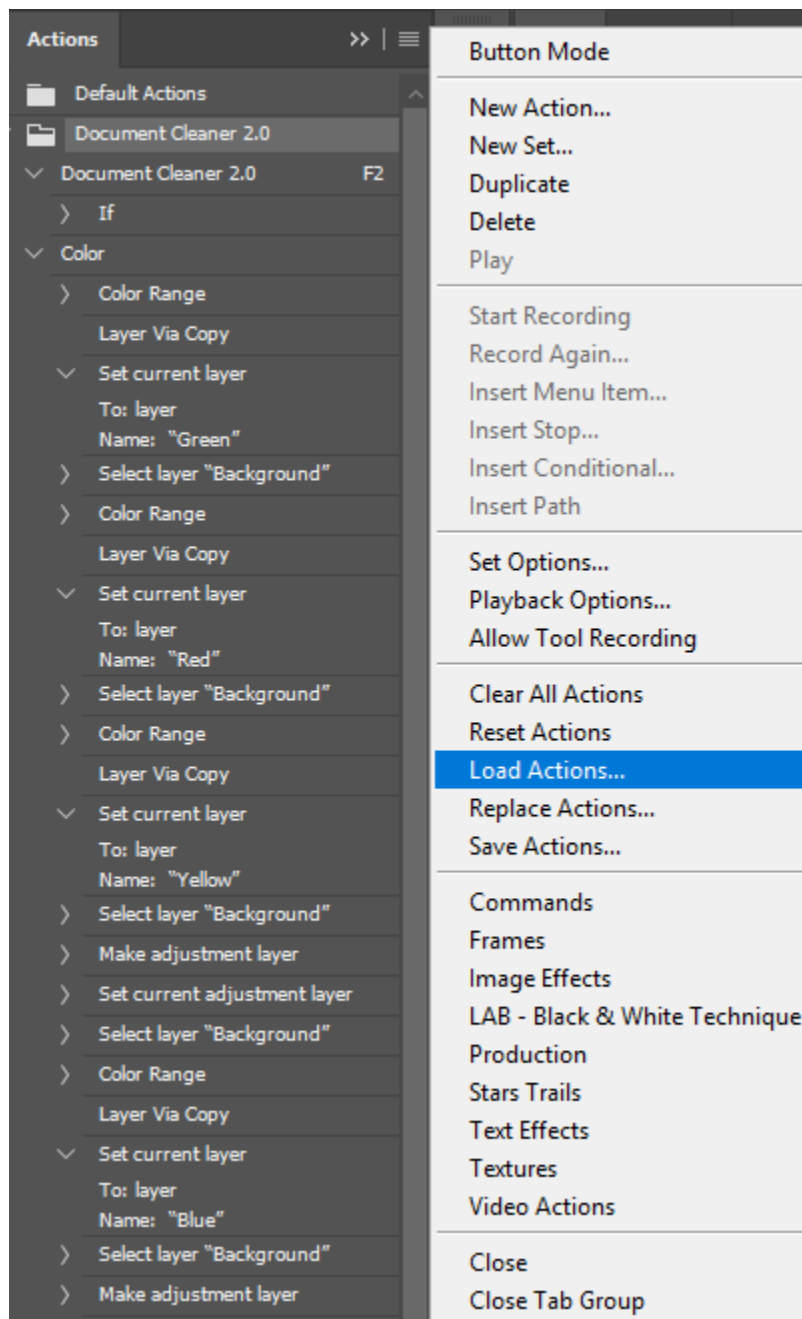 Actions
Default Actions
Document Cleaner 2.0
Document Cleaner 2.0 F2
If
Color
Color Range
Layer Via Copy
Set current layer
To: layer
Name: "Green"
Select layer "Background"
Color Range
Layer Via Copy
Set current layer
To: layer
Name: "Red"
Select layer "Background"
Color Range
Layer Via Copy
Set current layer
To: layer
Name: "Yellow"
Select layer "Background"
Make adjustment layer
Set current adjustment layer
Select layer "Background"
Color Range
Layer Via Copy
Set current layer
To: layer
Name: "Blue"
Select layer "Background"
Make adjustment layer
Button Mode
New Action...
New Set...
Duplicate
Delete
Play
Start Recording
Record Again...
Insert Menu Item...
Insert Stop...
Insert Conditional...
Insert Path
Set Options...
Playback Options...
Allow Tool Recording
Clear All Actions
Reset Actions
Load Actions...
Replace Actions...
Save Actions...
Commands
Frames
Image Effects
LAB - Black & White Technique
Production
Stars Trails
Text Effects
Textures
Video Actions
Close
Close Tab Group